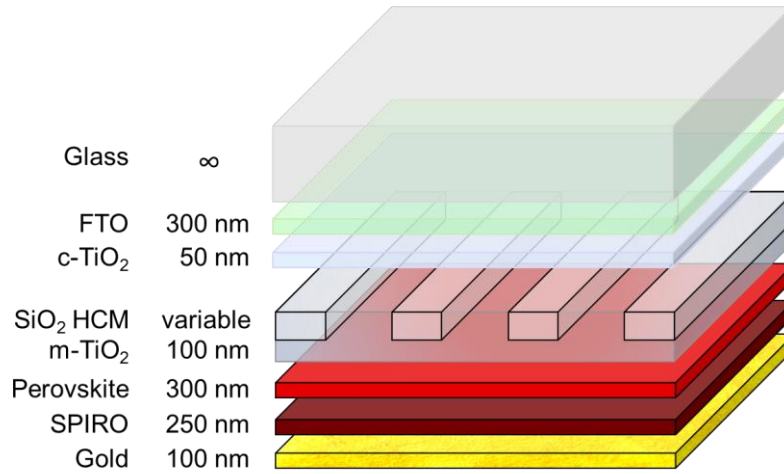 Glass ∞
FTO 300 nm
c-TiO₂ 50 nm
SiO₂ HCM variable
m-TiO₂ 100 nm
Perovskite 300 nm
SPIRO 250 nm
Gold 100 nm